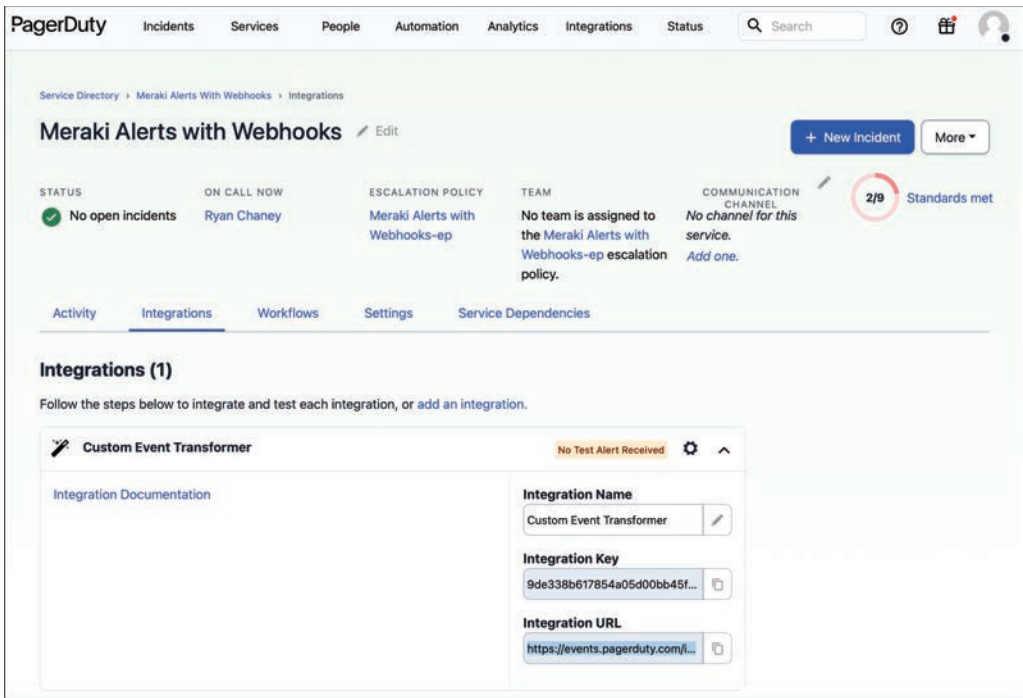 PagerDuty Incidents Services People Automation Analytics Integrations Status Search
Service Directory › Meraki Alerts With Webhooks › Integrations
Meraki Alerts with Webhooks Edit
+ New Incident More
STATUS
No open incidents
ON CALL NOW
Ryan Chaney
ESCALATION POLICY
Meraki Alerts with
Webhooks-ep
TEAM
No team is assigned to
the Meraki Alerts with
Webhooks-ep escalation
policy.
COMMUNICATION
CHANNEL
No channel for this
service.
Add one.
2/9 Standards met
Activity Integrations Workflows Settings Service Dependencies
Integrations (1)
Follow the steps below to integrate and test each integration, or add an integration.
Custom Event Transformer No Test Alert Received
Integration Documentation
Integration Name
Custom Event Transformer
Integration Key
9de338b617854a05d00bb45f...
Integration URL
https://events.pagerduty.com/i...